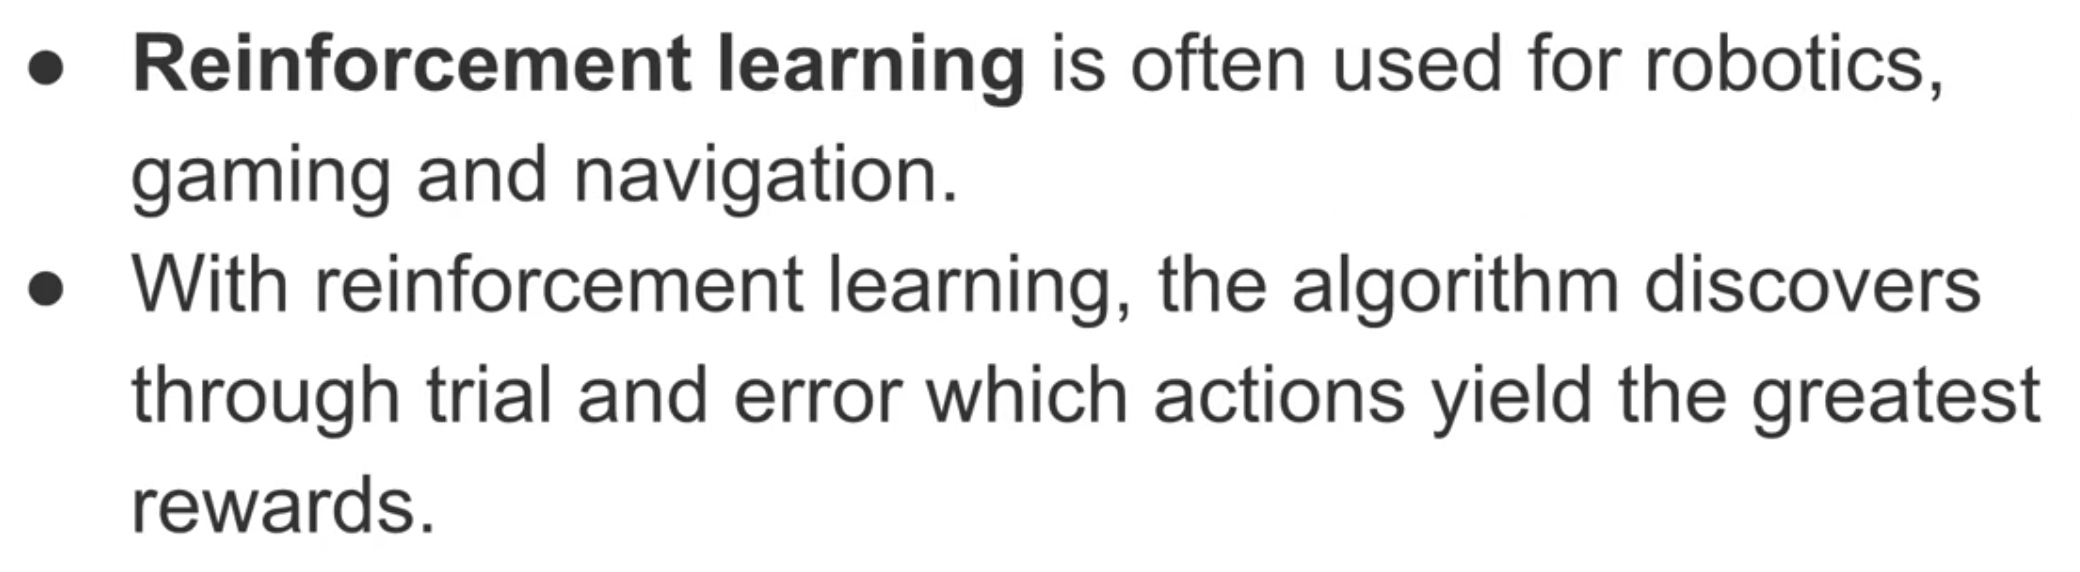 ● Reinforcement learning is often used for robotics,
gaming and navigation.
● With reinforcement learning, the algorithm discovers
through trial and error which actions yield the greatest
rewards.